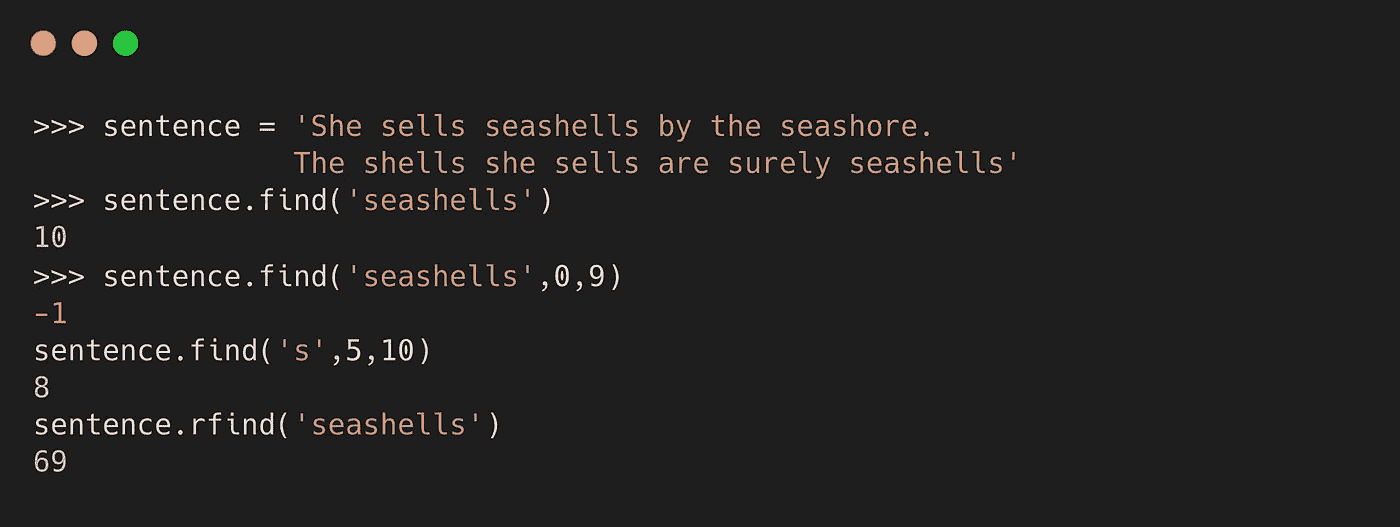 >>> sentence = 'She sells seashells by the seashore.
               The shells she sells are surely seashells'
>>> sentence.find('seashells')
10
>>> sentence.find('seashells',0,9)
-1
sentence.find('s',5,10)
8
sentence.rfind('seashells')
69